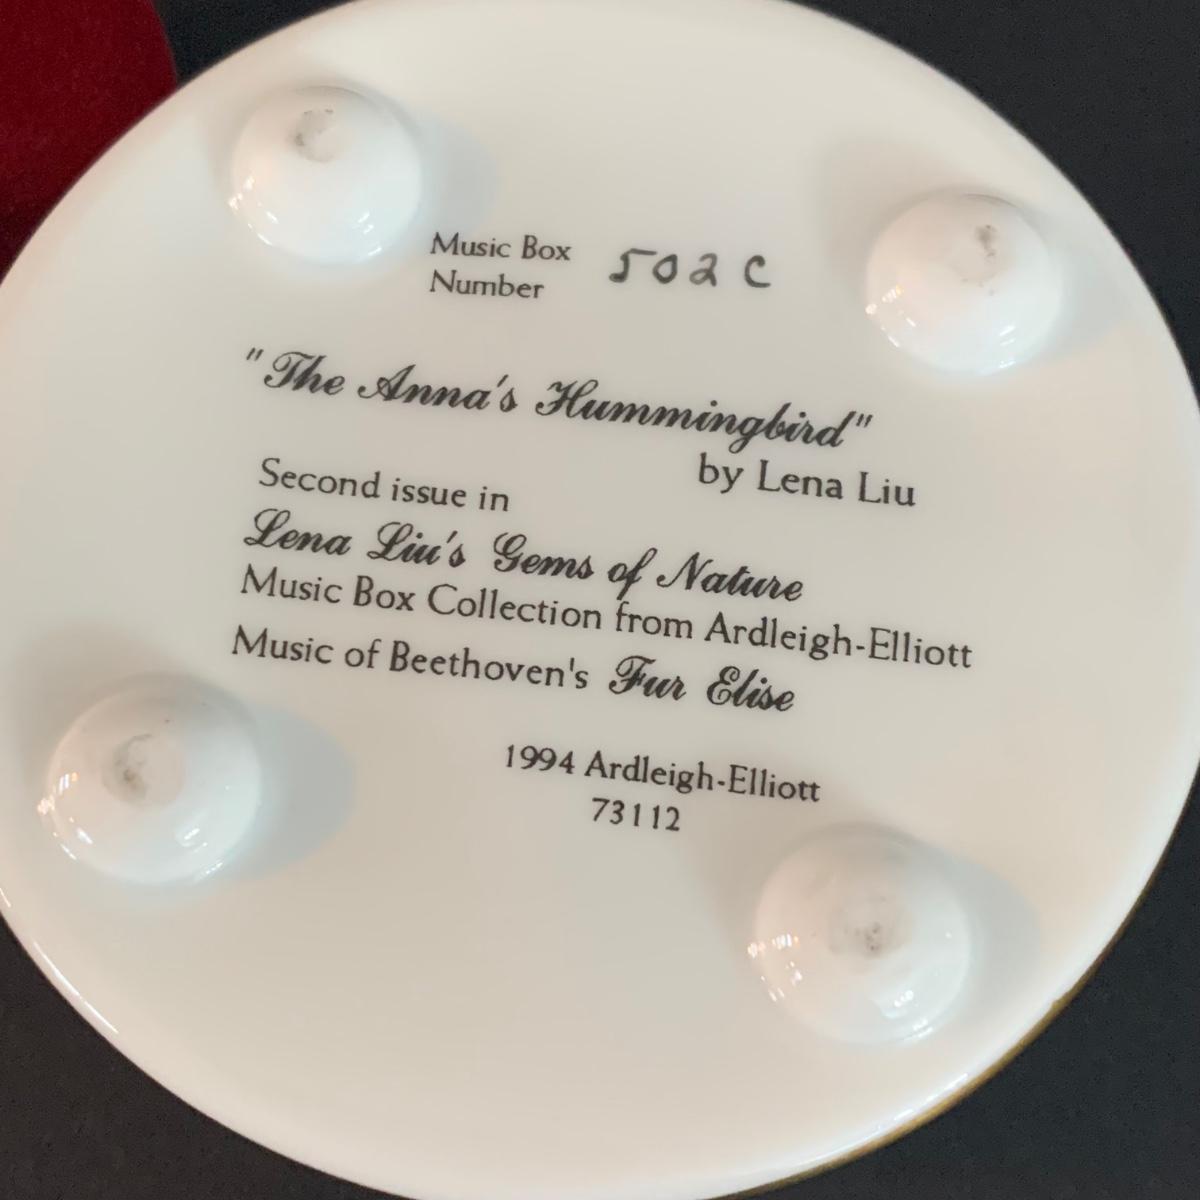 Music Box
Number 502 C
"The Anna's Hummingbird"
by Lena Liu
Second issue in
Lena Liu's Gems of Nature
Music Box Collection from Ardleigh-Elliott
Music of Beethoven's Fur Elise
1994 Ardleigh-Elliott
73112